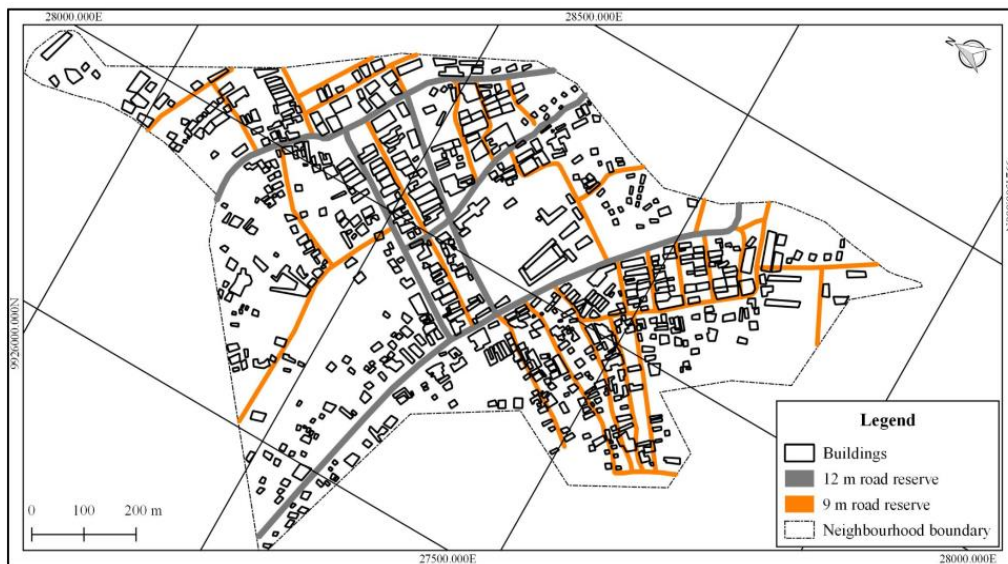 28000.000E
28500.000E
N
9926000.000N
Legend
Buildings
12 m road reserve
9 m road reserve
Neighbourhood boundary
0 100 200 m
27500.000E
28000.000E